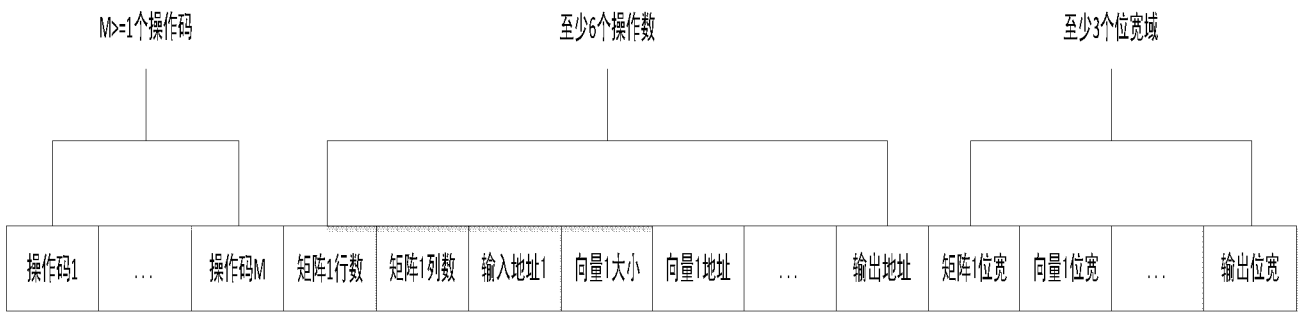 M>=1个操作码 至少6个操作数 至少3个位宽域
操作码1 ... 操作码M 矩阵1行数 矩阵1列数 输入地址1 向量1大小 向量1地址 ... 输出地址 矩阵1位宽 向量1位宽 ... 输出位宽